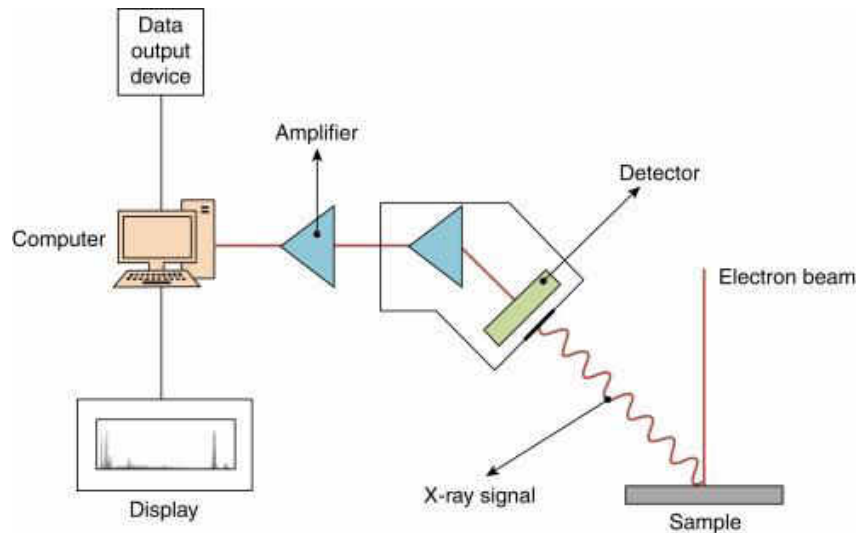 Data
output
device
Amplifier
Detector
Computer
Electron beam
X-ray signal
Display
Sample